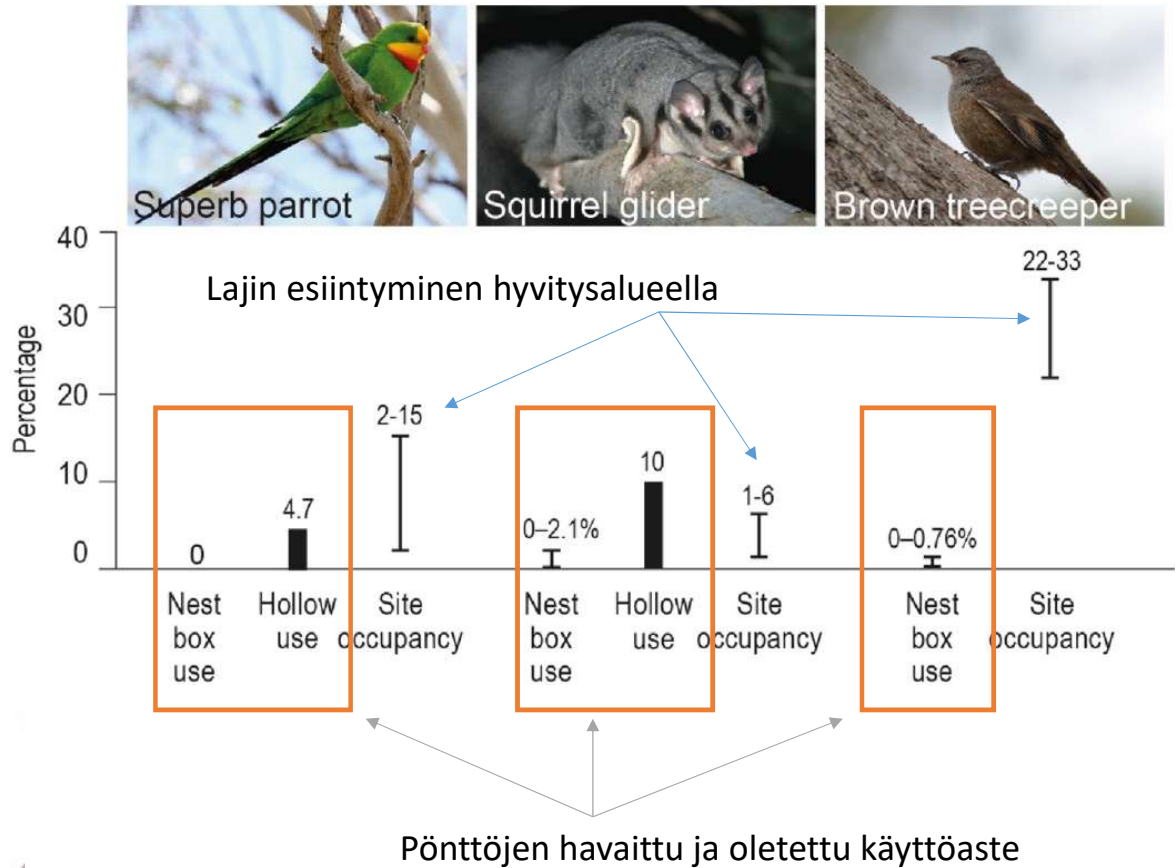 Superb parrot
Squirrel glider
Brown treecreeper
Percentage
40
30
20
10
0
Lajin esiintyminen hyvitysalueella
0
4.7
2-15
0–2.1%
10
1-6
0–0.76%
22-33
Nest
box
use
Hollow
use
Site
occupancy
Nest
box
use
Hollow
use
Site
occupancy
Nest
box
use
Site
occupancy
Pönttöjen havaittu ja oletettu käyttöaste